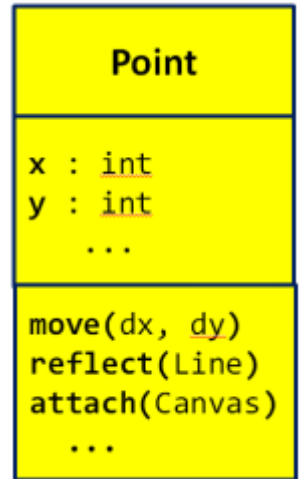 Point
x : int
y : int
...
move(dx, dy)
reflect(Line)
attach(Canvas)
...